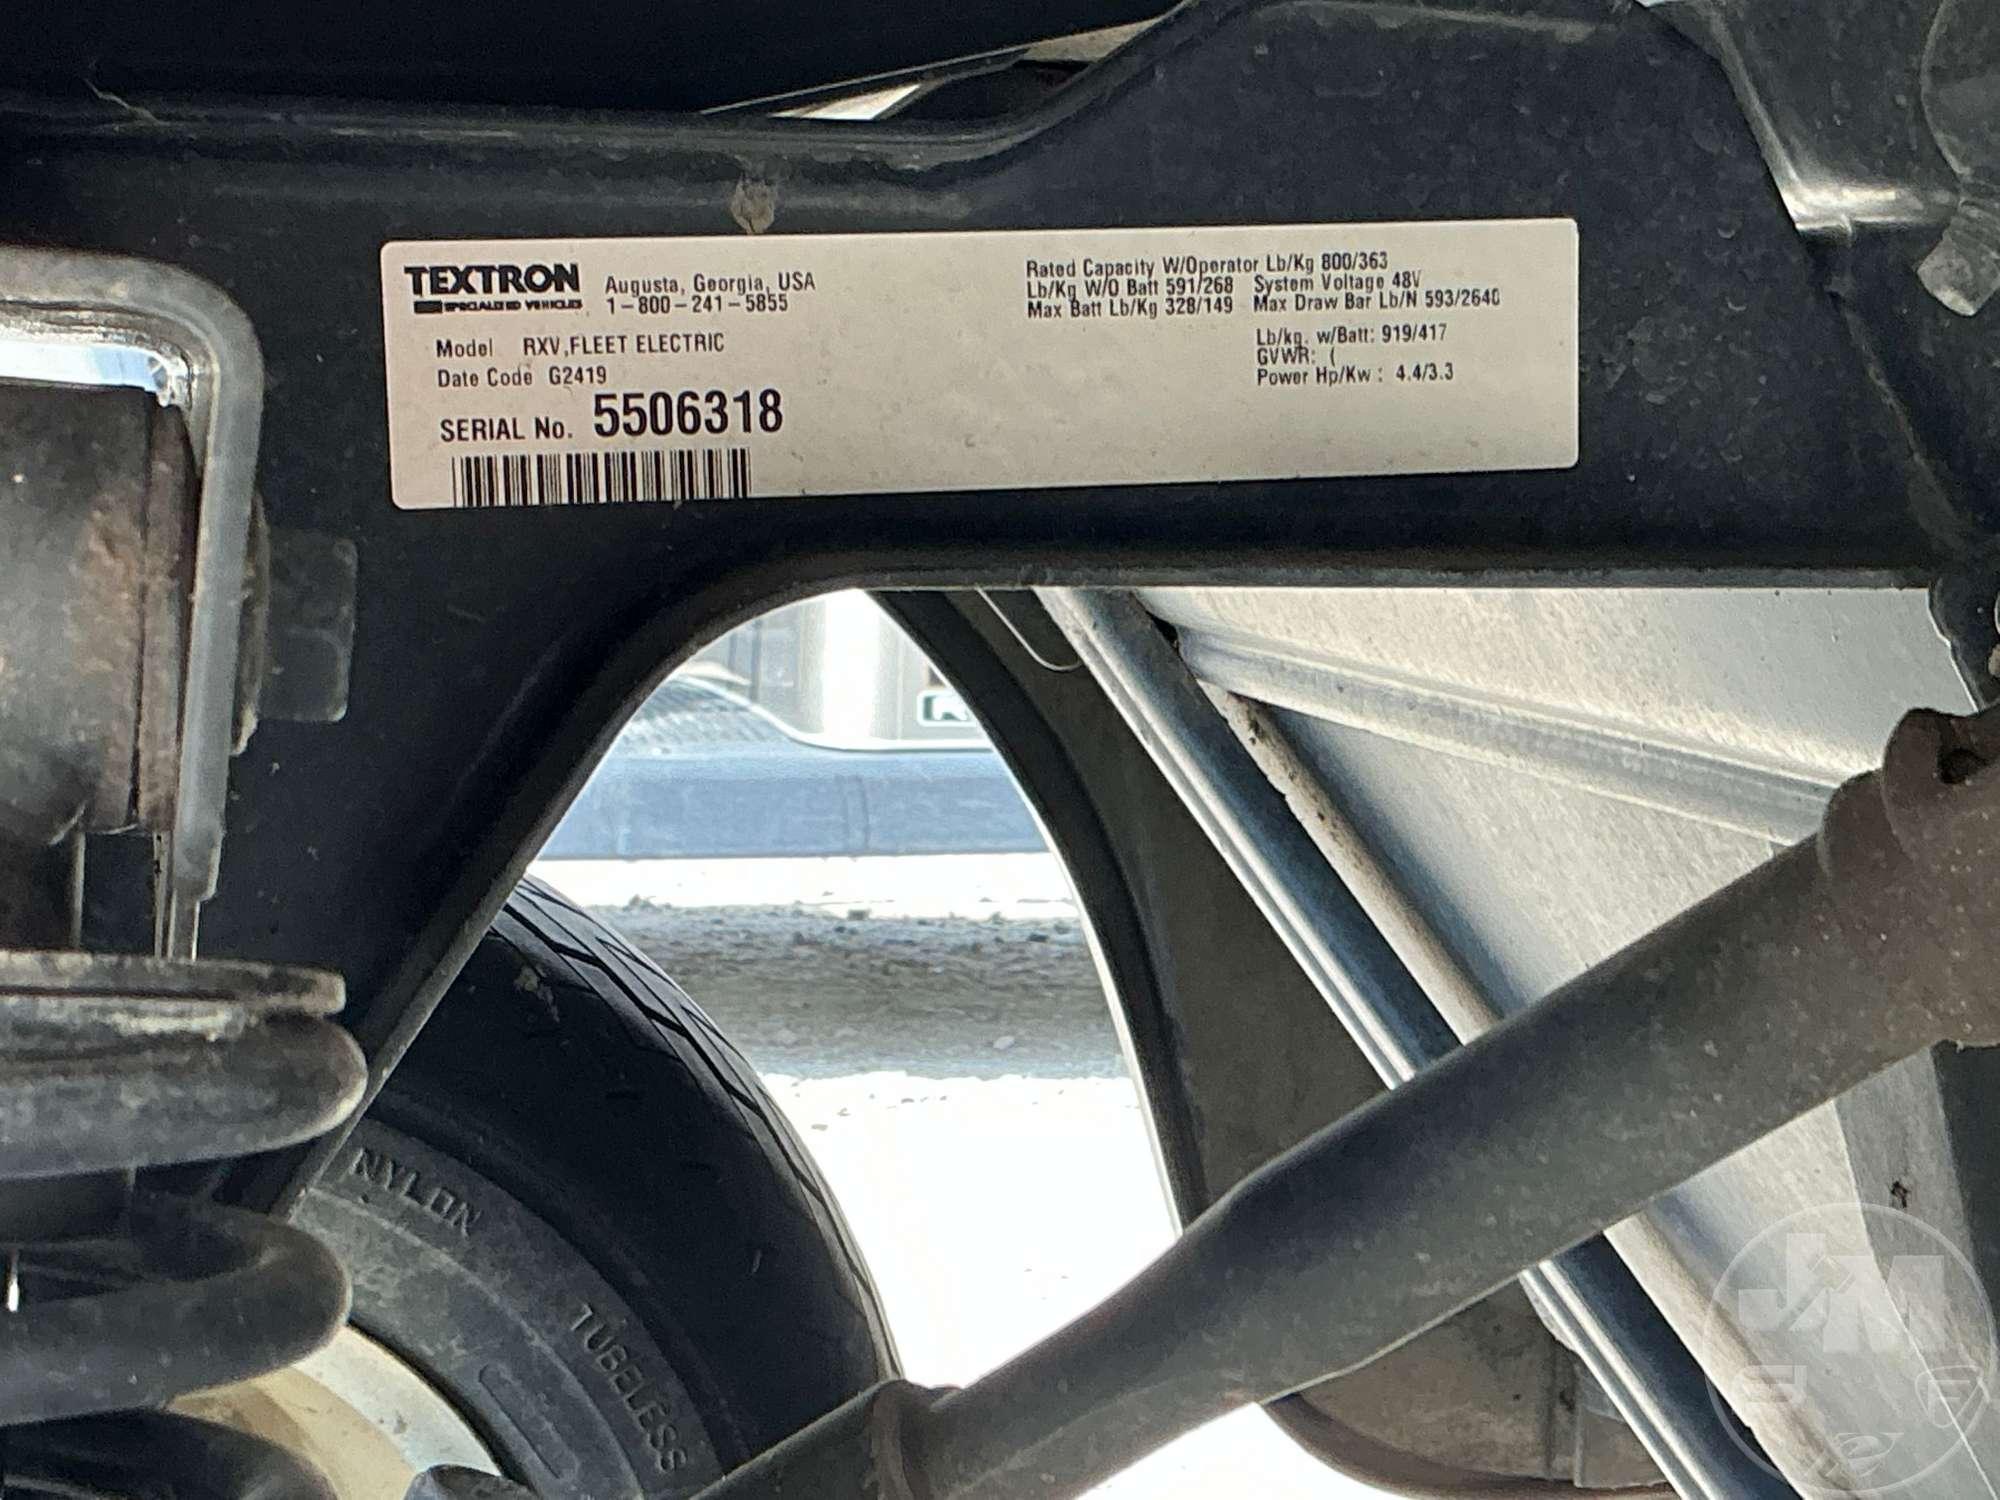 TEXTRON
SPECIALIZED VEHICLES
Augusta, Georgia, USA
1-800-241-5855
Model RXV,FLEET ELECTRIC
Date Code G2419
SERIAL No. 5506318
Rated Capacity W/Operator Lb/Kg 800/363
Lb/Kg W/O Batt 591/268 System Voltage 48V
Max Batt Lb/Kg 328/149 Max Draw Bar Lb/N 593/2640
Lb/kg. w/Batt: 919/417
GVWR: (
Power Hp/Kw : 4.4/3.3
NYLON
TUBELESS
JM